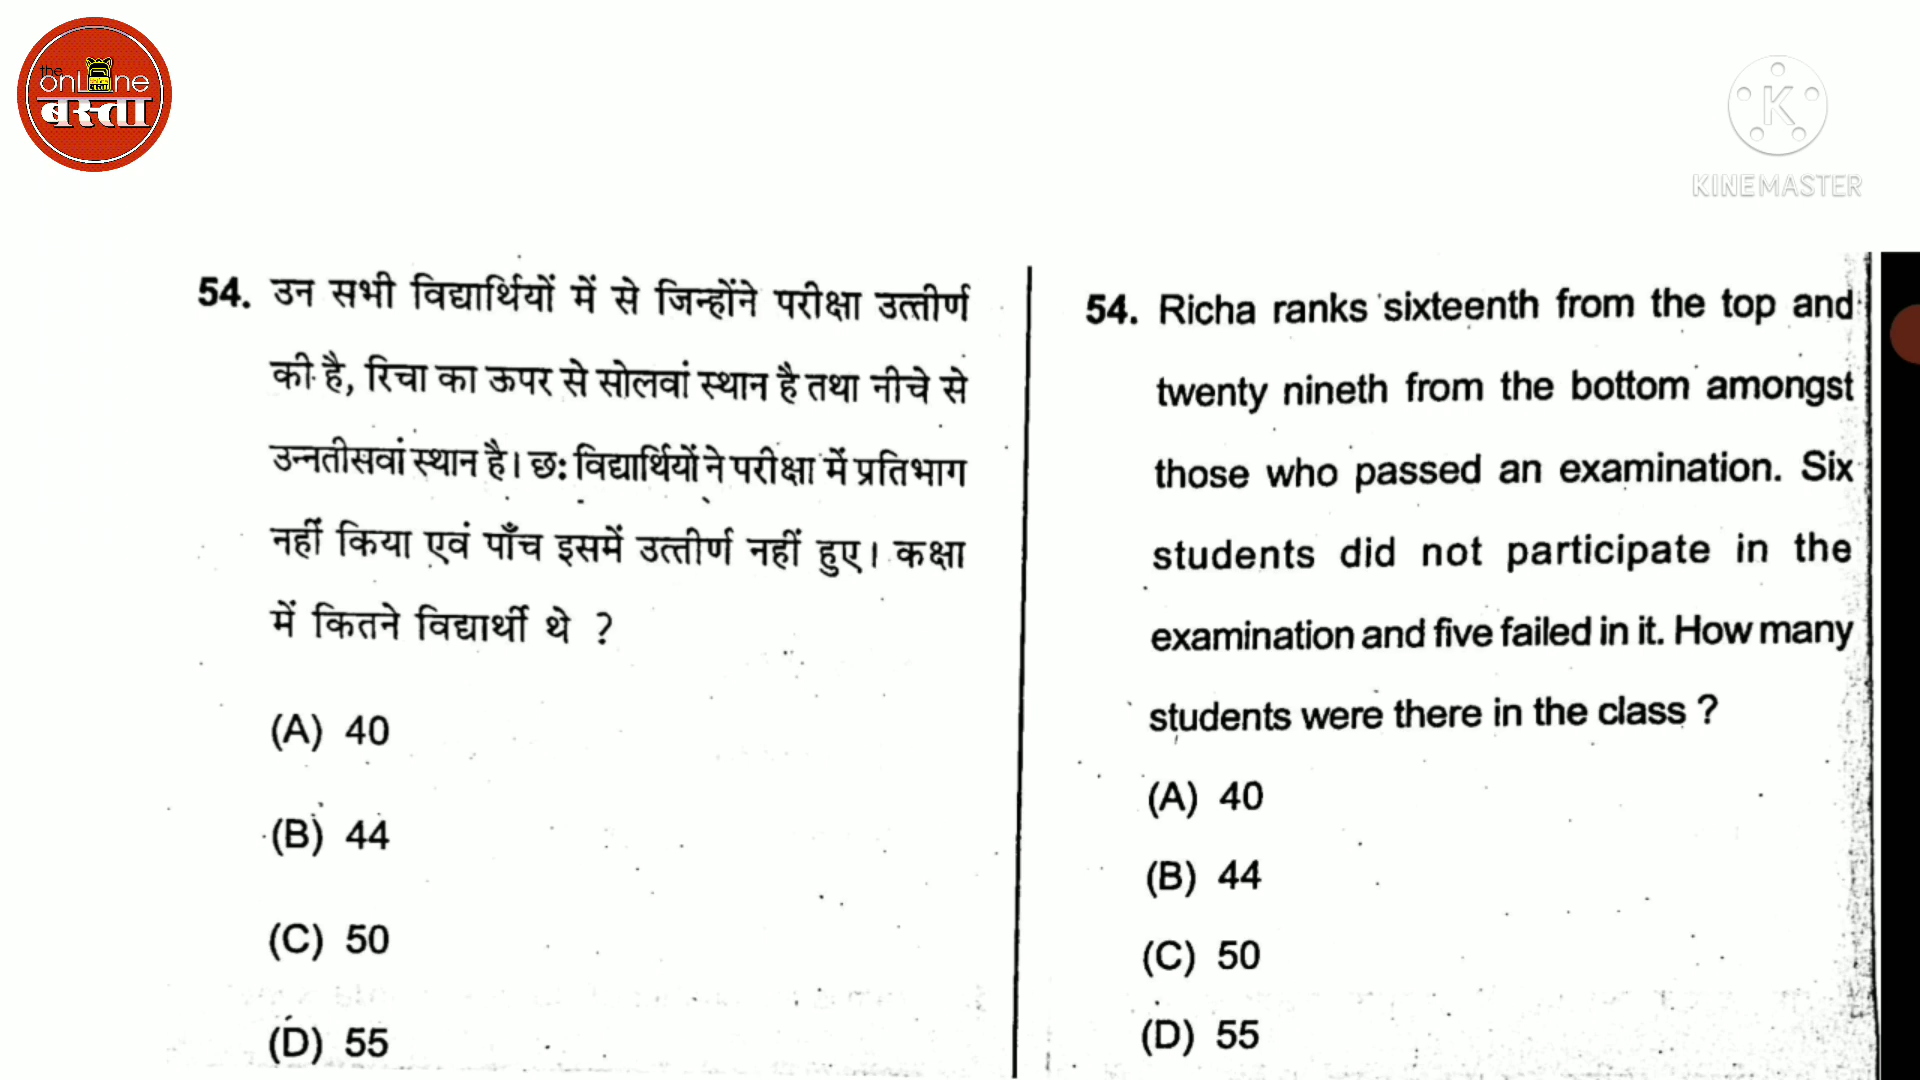 the
onLine
बस्ता
KINEMASTER
54. उन सभी विद्यार्थियों में से जिन्होंने परीक्षा उत्तीर्ण
की है, रिचा का ऊपर से सोलवां स्थान है तथा नीचे से
उन्नतीसवां स्थान है। छः विद्यार्थियों ने परीक्षा में प्रतिभाग
नहीं किया एवं पाँच इसमें उत्तीर्ण नहीं हुए। कक्षा
में कितने विद्यार्थी थे ?
(A) 40
(B) 44
(C) 50
(D) 55
54. Richa ranks sixteenth from the top and
twenty nineth from the bottom amongst
those who passed an examination. Six
students did not participate in the
examination and five failed in it. How many
students were there in the class ?
(A) 40
(B) 44
(C) 50
(D) 55